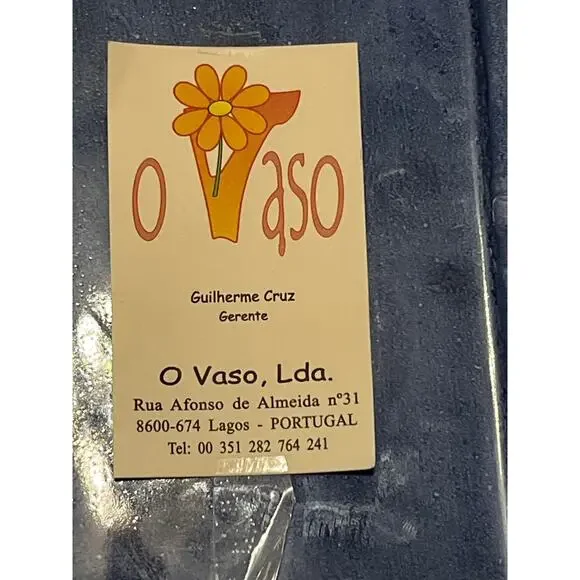 O Vaso
Guilherme Cruz
Gerente
O Vaso, Lda.
Rua Afonso de Almeida nº31
8600-674 Lagos - PORTUGAL
Tel: 00 351 282 764 241